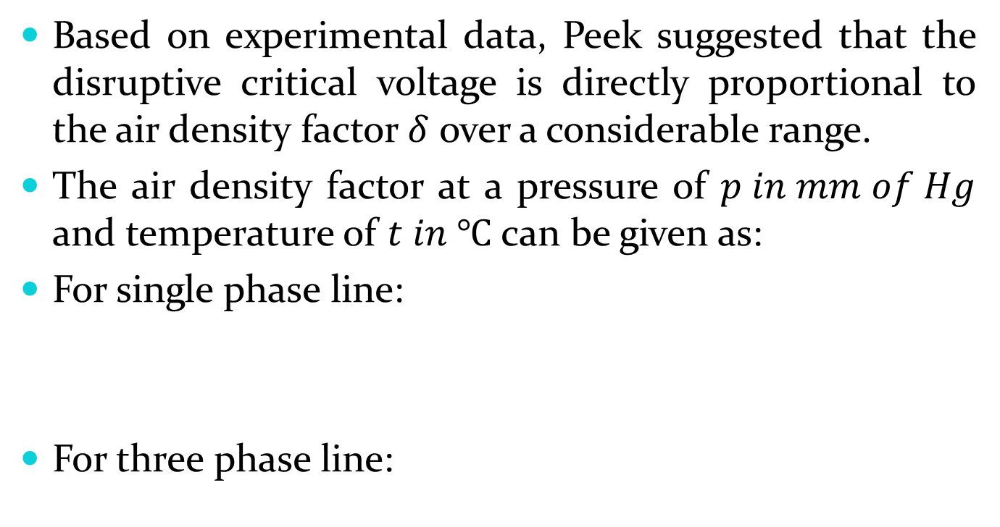 • Based on experimental data, Peek suggested that the
disruptive critical voltage is directly proportional to
the air density factor δ over a considerable range.
• The air density factor at a pressure of p in mm of Hg
and temperature of t in °C can be given as:
• For single phase line:
• For three phase line: